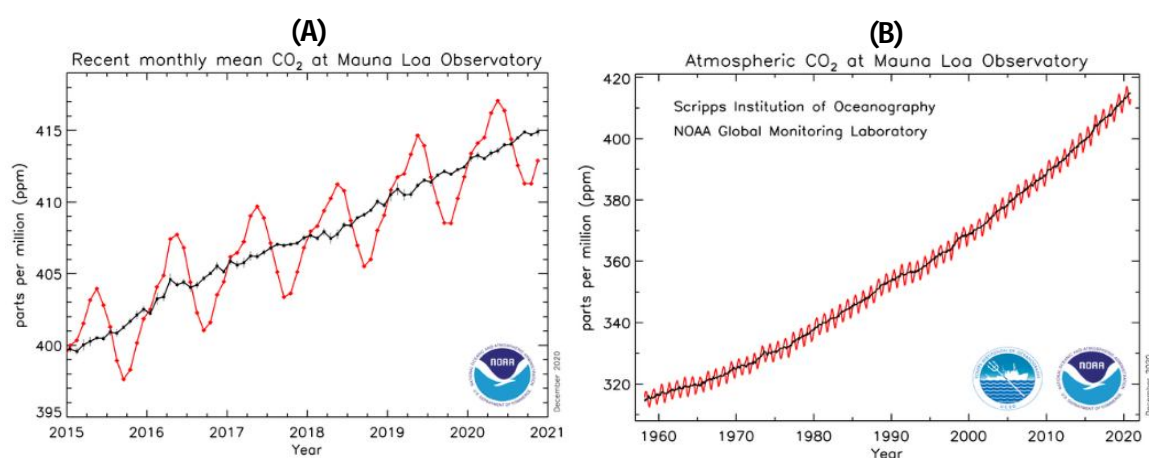 (A)
Recent monthly mean CO₂ at Mauna Loa Observatory
parts per million (ppm)
415
410
405
400
395
2015 2016 2017 2018 2019 2020 2021
Year
NOAA
December 2020
(B)
Atmospheric CO₂ at Mauna Loa Observatory
Scripps Institution of Oceanography
NOAA Global Monitoring Laboratory
parts per million (ppm)
420
400
380
360
340
320
1960 1970 1980 1990 2000 2010 2020
Year
NOAA
December 2020